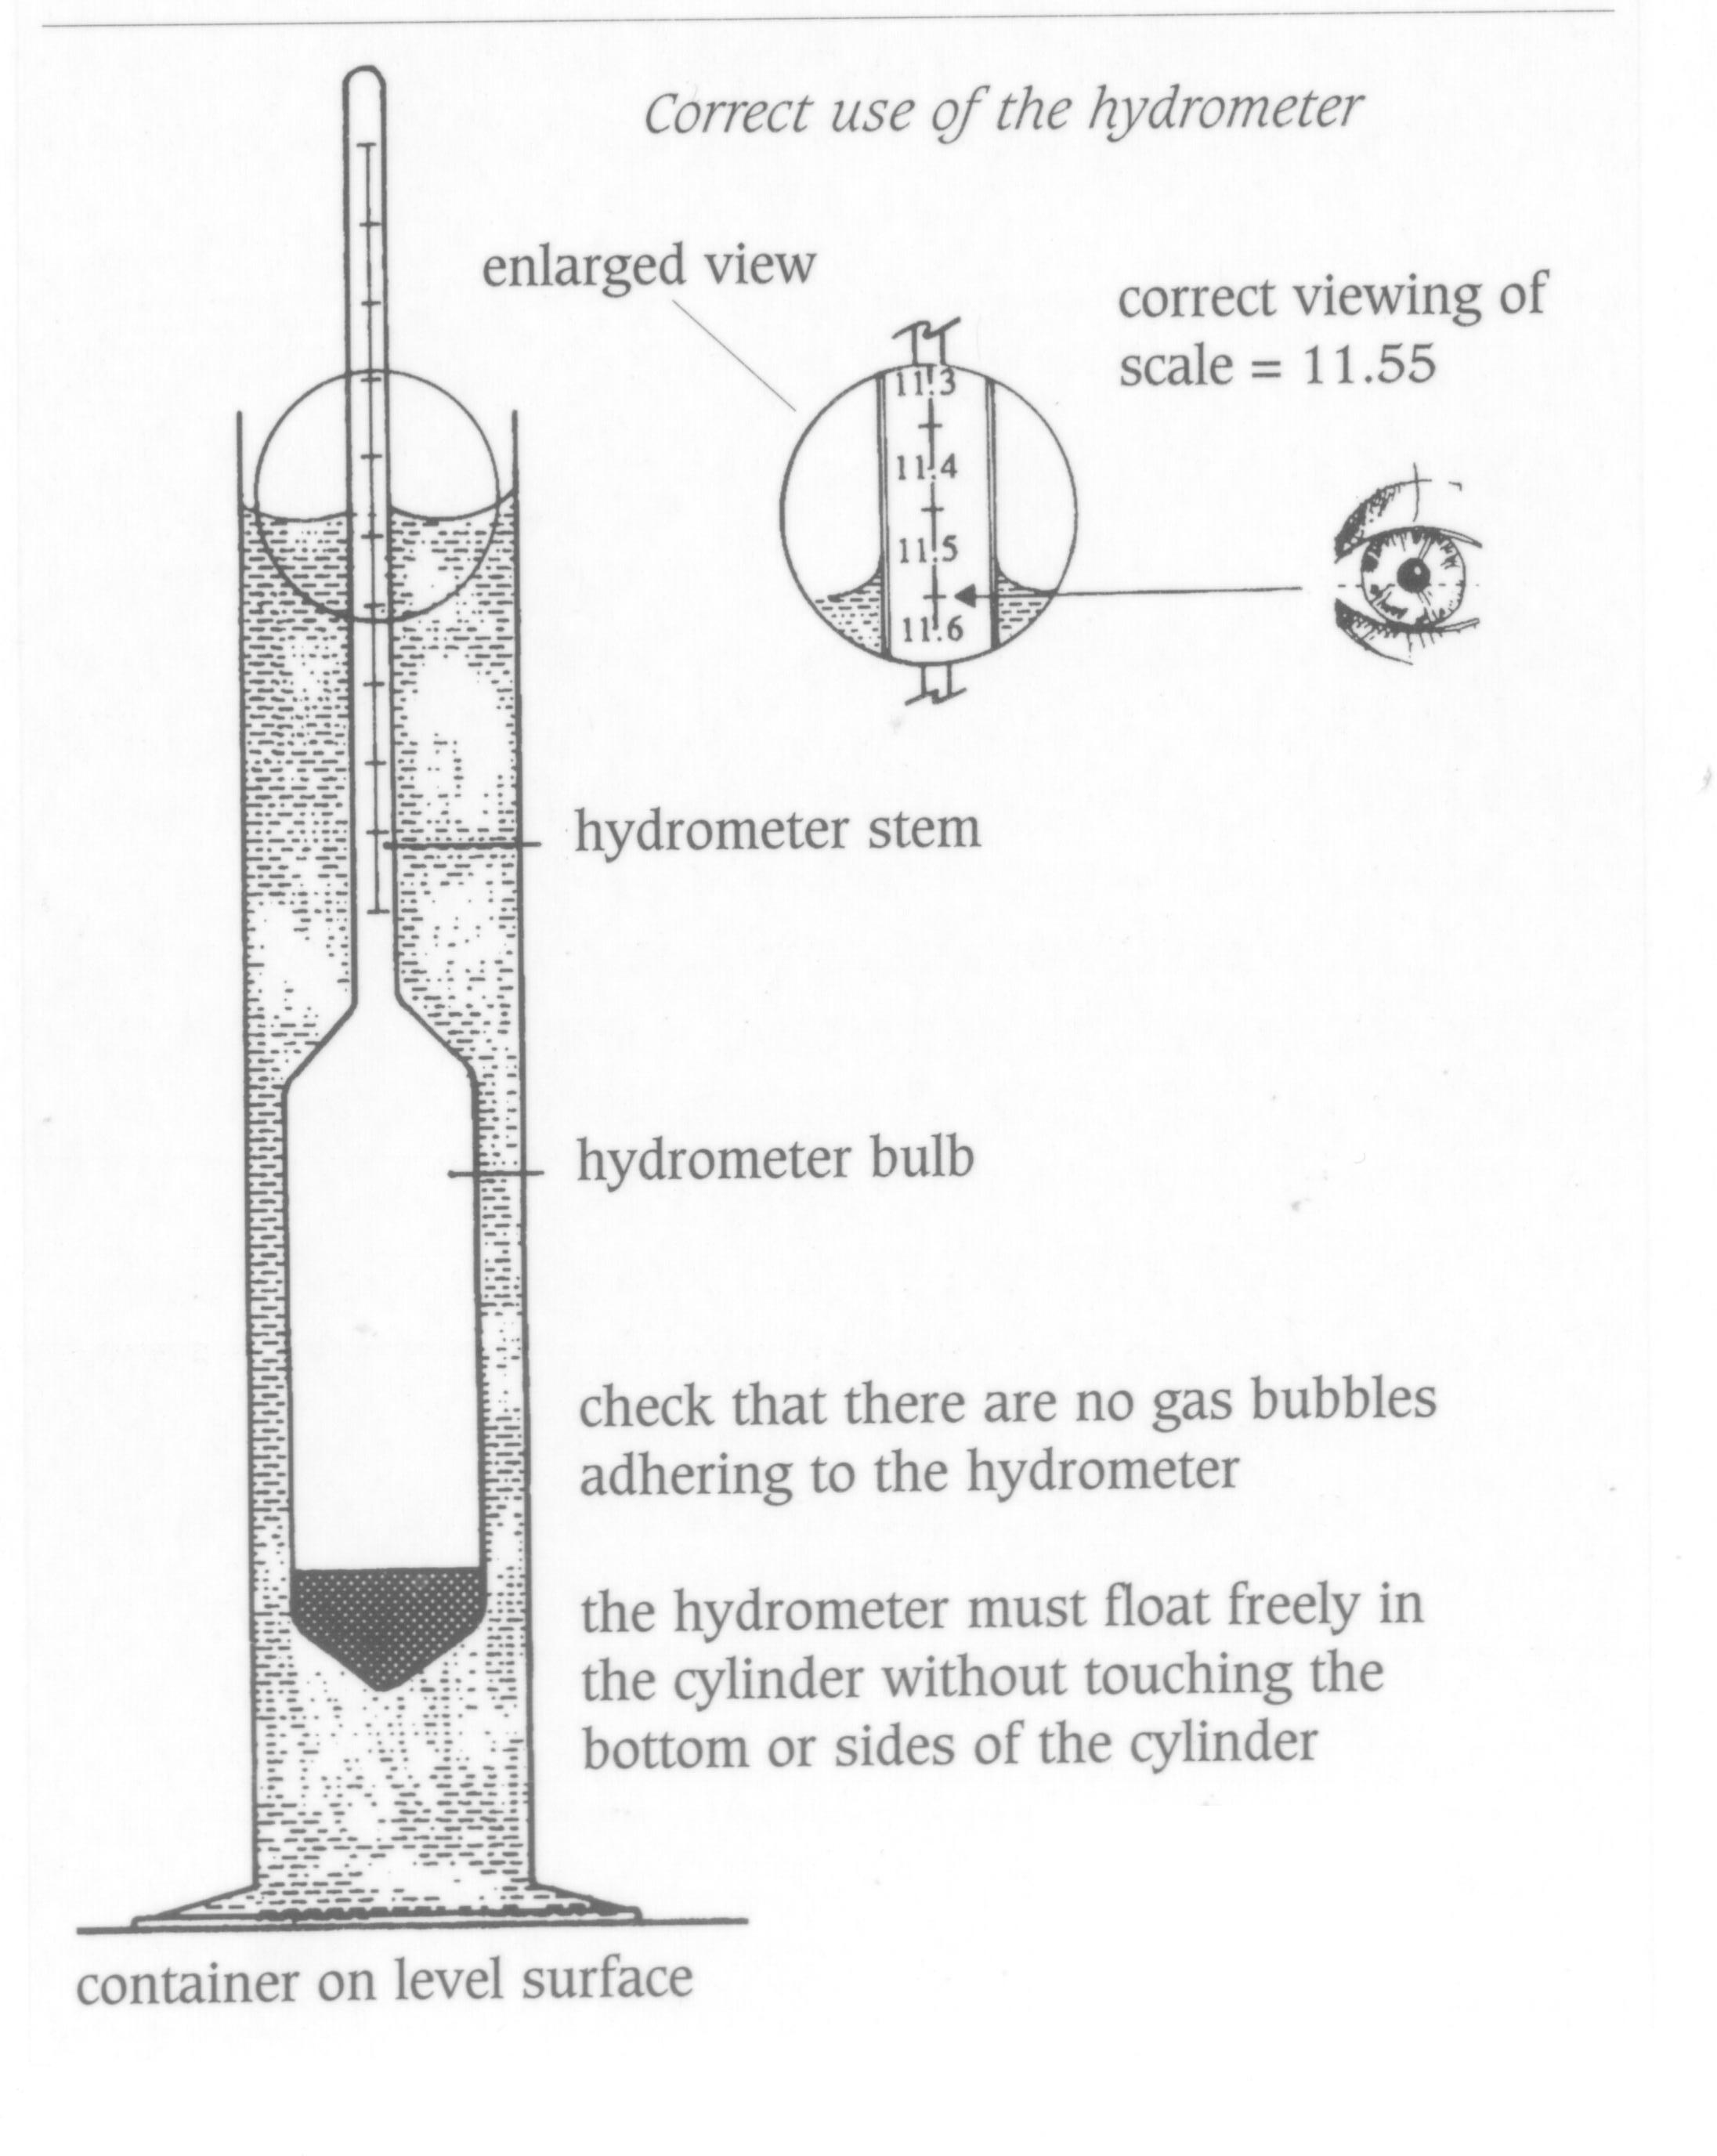 Correct use of the hydrometer
enlarged view
correct viewing of
scale = 11.55
11.3
11.4
11.5
11.6
hydrometer stem
hydrometer bulb
check that there are no gas bubbles
adhering to the hydrometer
the hydrometer must float freely in
the cylinder without touching the
bottom or sides of the cylinder
container on level surface